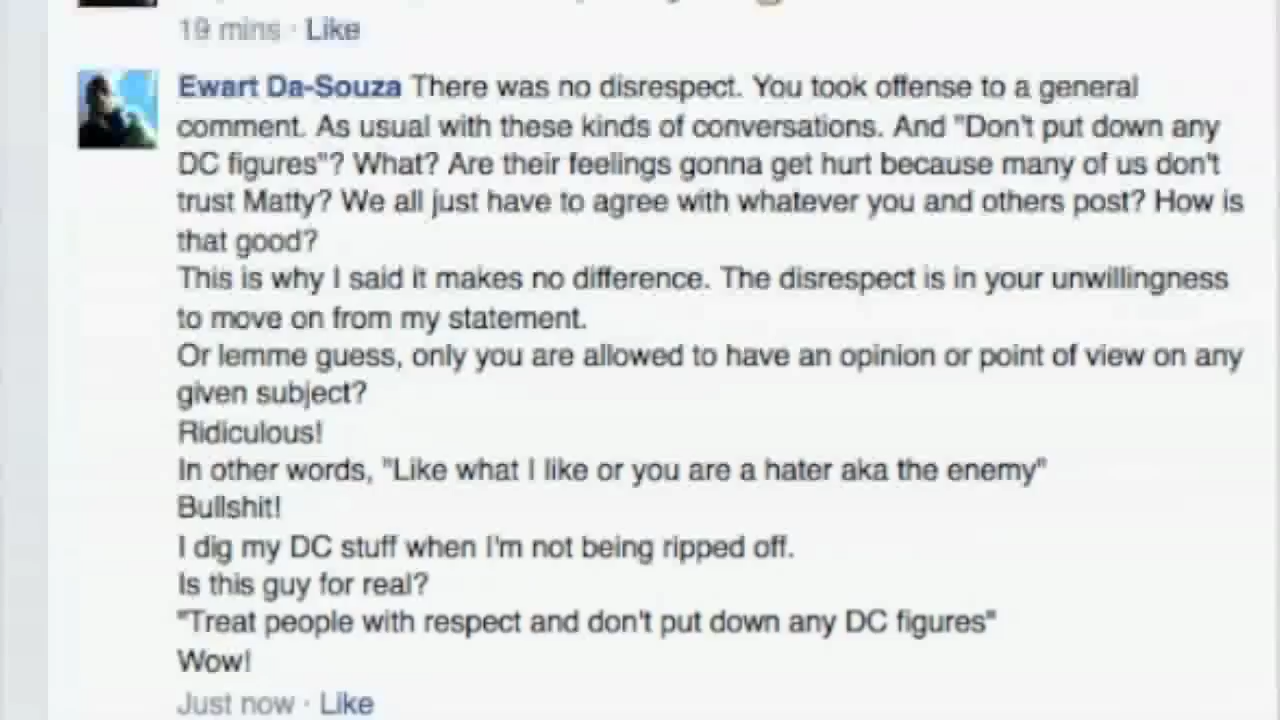 19 mins · Like
Ewart Da-Souza There was no disrespect. You took offense to a general
comment. As usual with these kinds of conversations. And "Don't put down any
DC figures"? What? Are their feelings gonna get hurt because many of us don't
trust Matty? We all just have to agree with whatever you and others post? How is
that good?
This is why I said it makes no difference. The disrespect is in your unwillingness
to move on from my statement.
Or lemme guess, only you are allowed to have an opinion or point of view on any
given subject?
Ridiculous!
In other words, "Like what I like or you are a hater aka the enemy"
Bullshit!
I dig my DC stuff when I'm not being ripped off.
Is this guy for real?
"Treat people with respect and don't put down any DC figures"
Wow!
Just now · Like